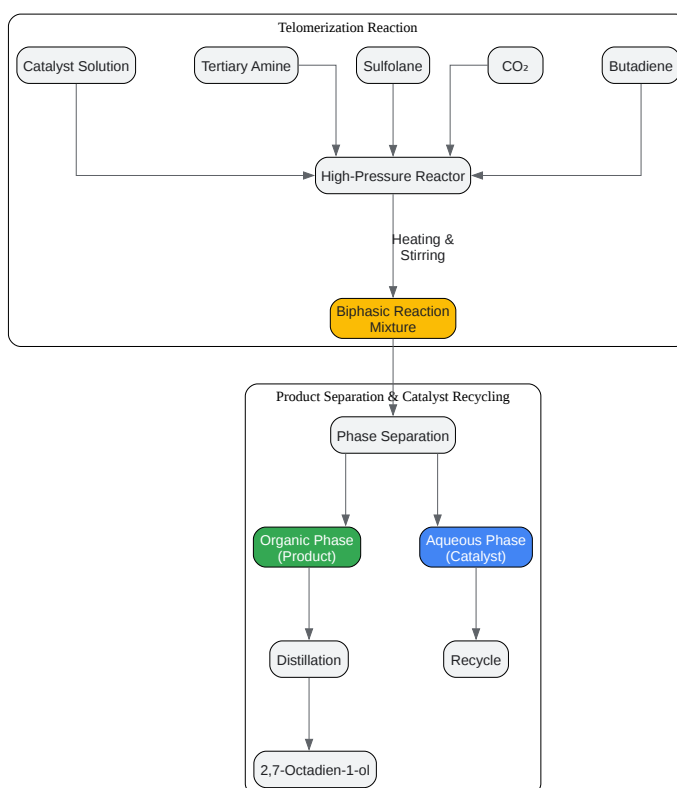 Telomerization Reaction
Catalyst Solution
Tertiary Amine
Sulfolane
CO₂
Butadiene
High-Pressure Reactor
Heating &
Stirring
Biphasic Reaction
Mixture
Product Separation & Catalyst Recycling
Phase Separation
Organic Phase
(Product)
Aqueous Phase
(Catalyst)
Distillation
Recycle
2,7-Octadien-1-ol